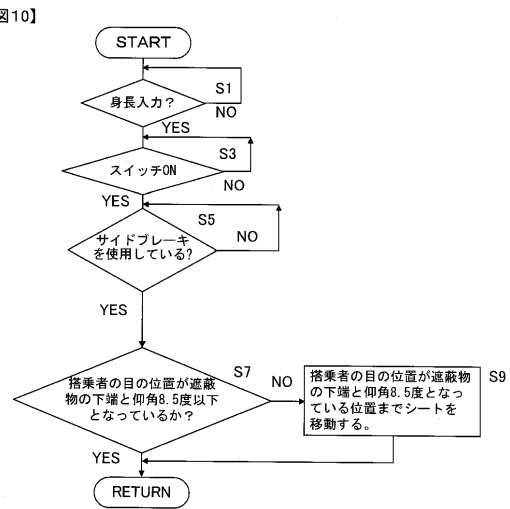 図10】
START
S1
身長入力？
NO
YES
S3
スイッチON
NO
YES
S5
サイドブレーキ
を使用している?
NO
YES
S7
搭乗者の目の位置が遮蔽
物の下端と仰角8.5度以下
となっているか？
NO
S9
搭乗者の目の位置が遮蔽物
の下端と仰角8.5度となっ
ている位置までシートを
移動する。
YES
RETURN